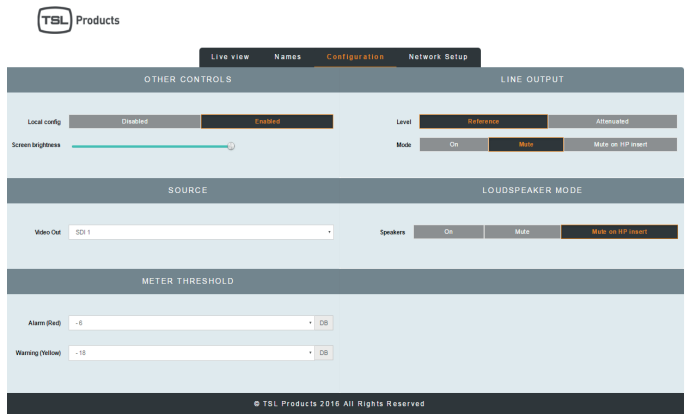 TSL Products
Live view Names Configuration Network Setup
OTHER CONTROLS
Local config Disabled Enabled
Screen brightness
LINE OUTPUT
Level Reference Attenuated
Mode On Mute Mute on HP insert
SOURCE
Video Out SDI 1
LOUDSPEAKER MODE
Speakers On Mute Mute on HP insert
METER THRESHOLD
Alarm (Red) -6 DB
Warning (Yellow) -18 DB
© TSL Products 2016 All Rights Reserved